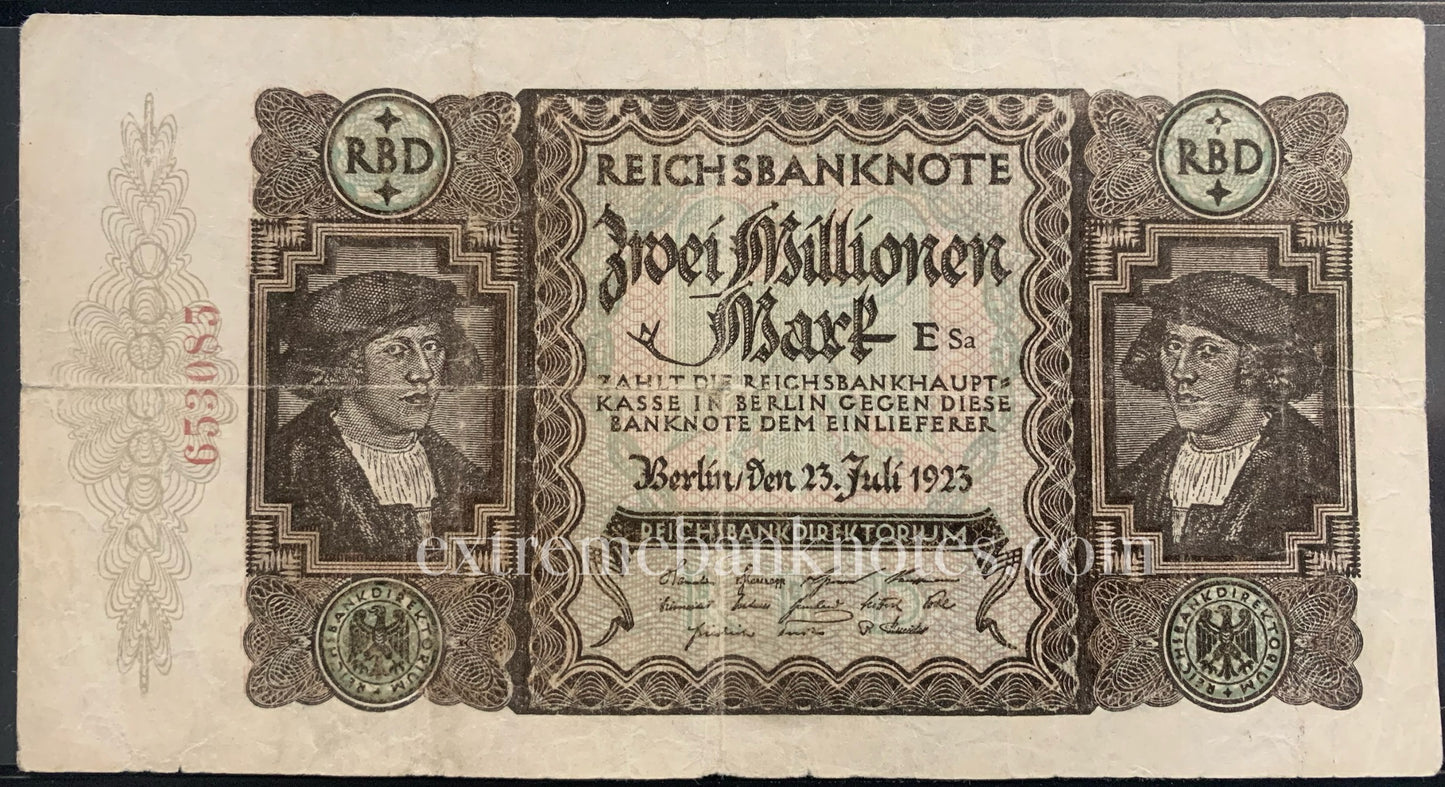 RBD
RBD
REICHSBANKNOTE
Zwei Millionen
Mark E Sa
ZAHLT DIE REICHSBANKHAUPT=
KASSE IN BERLIN GEGEN DIESE
BANKNOTE DEM EINLIEFERER
Berlin, den 23. Juli 1923
REICHSBANKDIREKTORIUM
653085
REICHSBANKDIREKTORIUM
REICHSBANKDIREKTORIUM
extremebanknotes.com